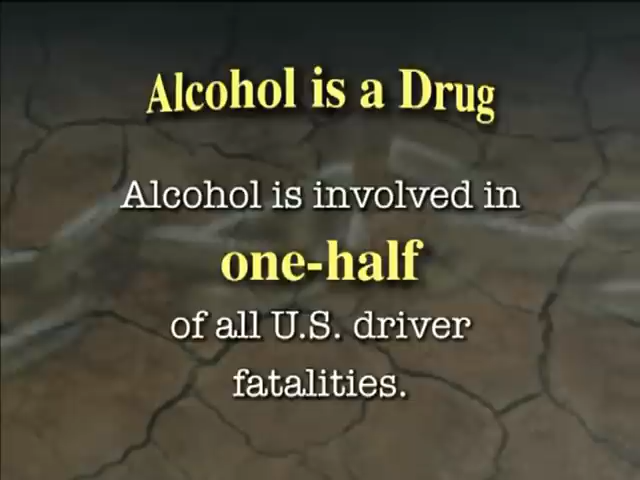 Alcohol is a Drug
Alcohol is involved in
one-half
of all U.S. driver
fatalities.